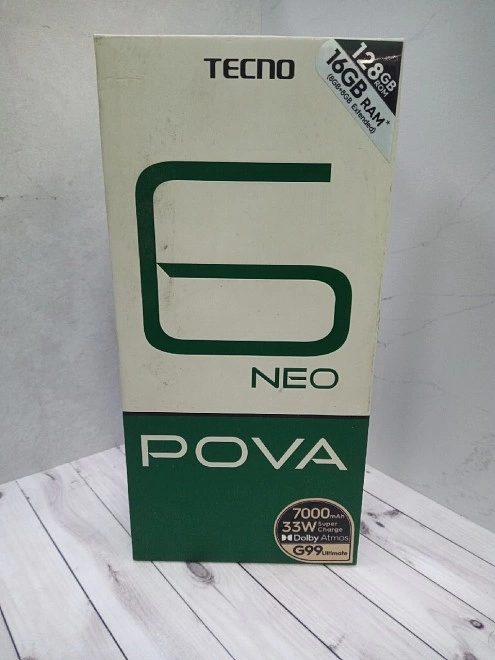 TECNO
128GB
ROM
16GB RAM*
(8GB+8GB Extended)
6
NEO
POVA
7000mAh
33W Super
Charge
Dolby Atmos
G99 Ultimate